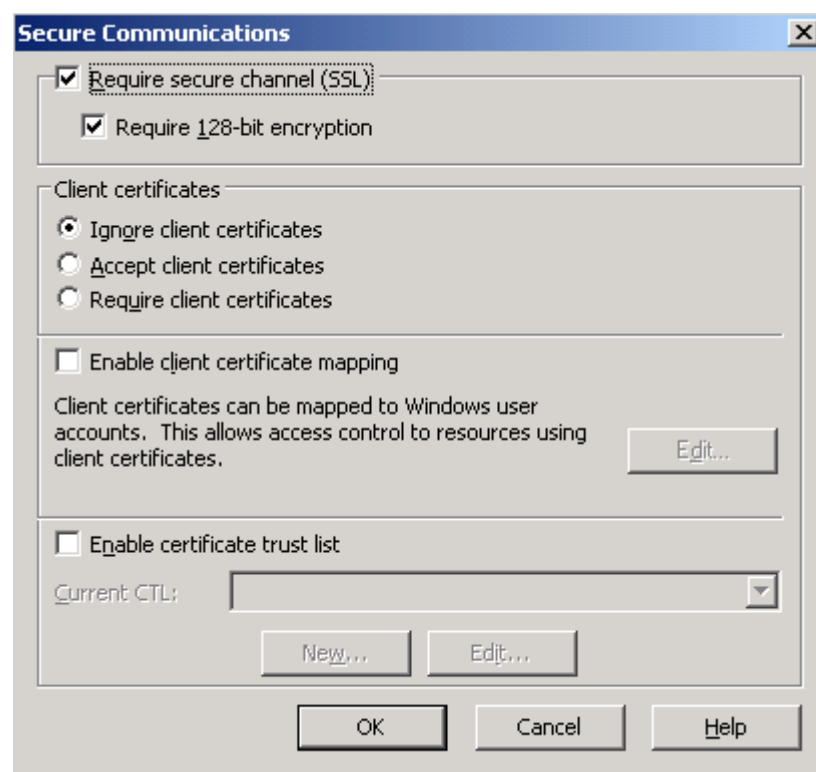 Secure Communications
Require secure channel (SSL)
Require 128-bit encryption
Client certificates
Ignore client certificates
Accept client certificates
Require client certificates
Enable client certificate mapping
Client certificates can be mapped to Windows user
accounts. This allows access control to resources using
client certificates.
Edit...
Enable certificate trust list
Current CTL:
New... Edit...
OK Cancel Help